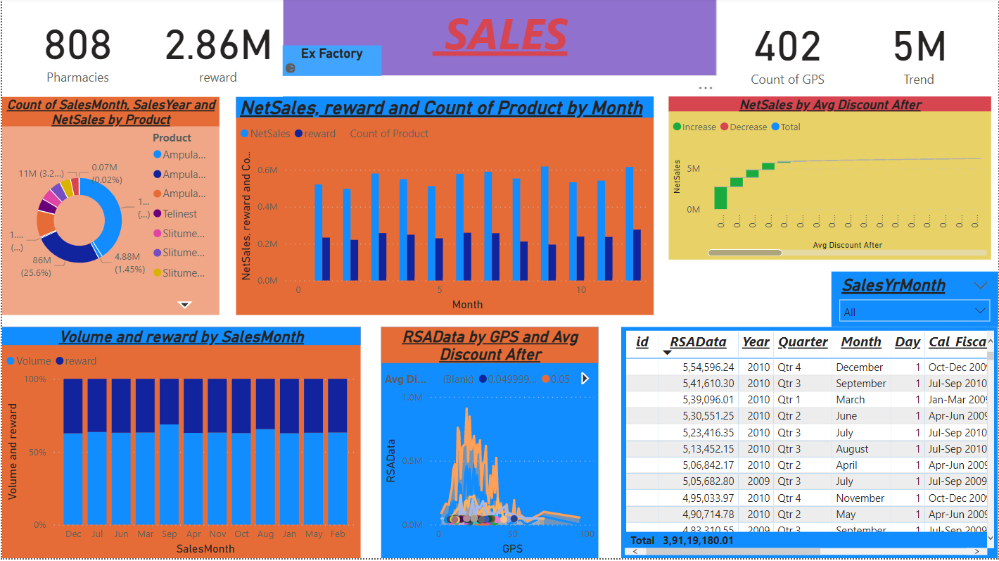 808
Pharmacies
2.86M
reward
SALES
Ex Factory
402
Count of GPS
5M
Trend
...
Count of SalesMonth, SalesYear and
NetSales by Product
Product
Ampula...
Ampula...
Ampula...
Telinest
Slitume...
Slitume...
Slitume...
11M (3.2...)
0.07M
(0.02%)
1....
(...)
1....
(...)
86M
(25.6%)
4.88M
(1.45%)
NetSales, reward and Count of Product by Month
NetSales reward Count of Product
NetSales, reward and Co...
0.6M
0.4M
0.2M
0.0M
0 5 10
Month
NetSales by Avg Discount After
Increase Decrease Total
NetSales
5M
0M
0... 0... 0... 0... 0... 0... 0... 0... 0... 0... 0... 0... 0... 0... 0... 0... 0...
Avg Discount After
SalesYrMonth
All
Volume and reward by SalesMonth
Volume reward
Volume and reward
100%
50%
0%
Dec Jul Jun Mar Sep Apr Nov Oct Aug Jan May Feb
SalesMonth
RSAData by GPS and Avg
Discount After
Avg Di... (Blank) 0.049999... 0.05
RSAData
1.0M
0.5M
0.0M
0 50 100
GPS
id RSAData Year Quarter Month Day Cal_Fisca
5,54,596.24 2010 Qtr 4 December 1 Oct-Dec 2009
5,41,610.30 2010 Qtr 3 September 1 Jul-Sep 2010
5,39,096.01 2010 Qtr 1 March 1 Jan-Mar 2009
5,30,551.25 2010 Qtr 2 June 1 Apr-Jun 2009
5,23,416.35 2010 Qtr 3 July 1 Jul-Sep 2010
5,13,452.15 2010 Qtr 3 August 1 Jul-Sep 2010
5,06,842.17 2010 Qtr 2 April 1 Apr-Jun 2009
5,05,682.80 2009 Qtr 3 July 1 Jul-Sep 2009
4,95,033.97 2010 Qtr 4 November 1 Oct-Dec 2009
4,90,714.78 2010 Qtr 2 May 1 Apr-Jun 2009
4,83,310.55 2009 Qtr 3 September 1 Jul-Sep 2009
Total 3,91,19,180.01